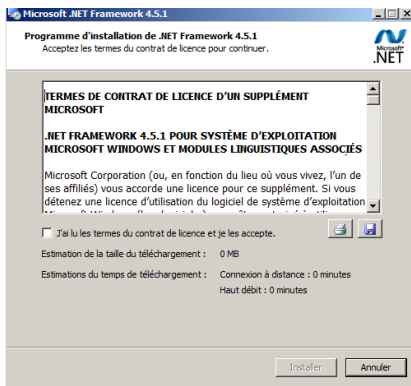 Microsoft .NET Framework 4.5.1
Programme d'installation de .NET Framework 4.5.1
Acceptez les termes du contrat de licence pour continuer.
Microsoft
.NET
TERMES DE CONTRAT DE LICENCE D'UN SUPPLÉMENT
MICROSOFT
.NET FRAMEWORK 4.5.1 POUR SYSTÈME D'EXPLOITATION
MICROSOFT WINDOWS ET MODULES LINGUISTIQUES ASSOCIÉS
Microsoft Corporation (ou, en fonction du lieu où vous vivez, l'un de
ses affiliés) vous accorde une licence pour ce supplément. Si vous
détenez une licence d'utilisation du logiciel de système d'exploitation
J'ai lu les termes du contrat de licence et je les accepte.
Estimation de la taille du téléchargement : 0 MB
Estimations du temps de téléchargement : Connexion à distance : 0 minutes
Haut débit : 0 minutes
Installer Annuler